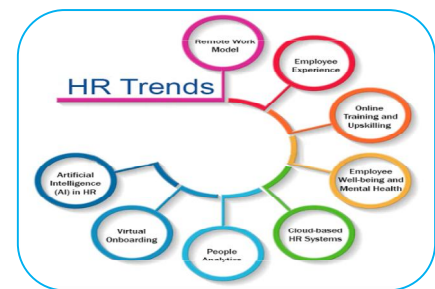 HR Trends
Remote Work
Model
Employee
Experience
Online
Training and
Upskilling
Employee
Well-being and
Mental Health
Cloud-based
HR Systems
People
Analytics
Virtual
Onboarding
Artificial
Intelligence
(AI) in HR